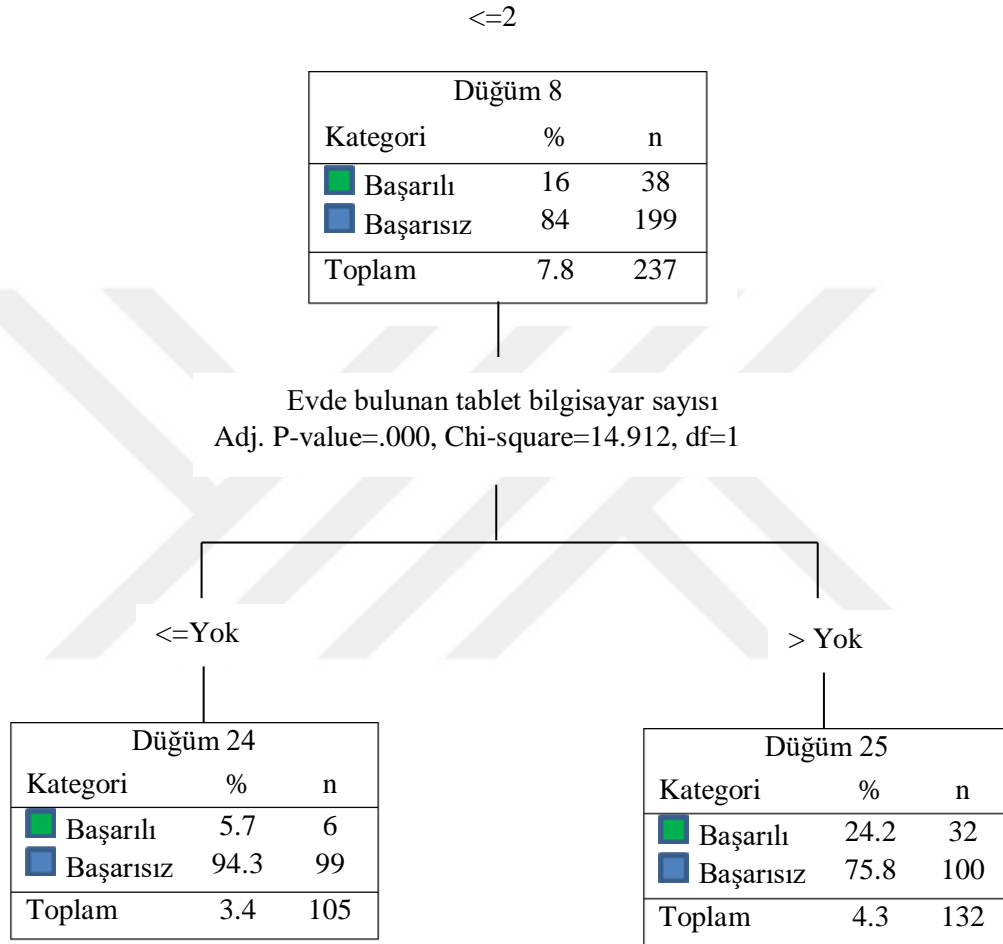 <=2
Düğüm 8
Kategori % n
Başarılı 16 38
Başarısız 84 199
Toplam 7.8 237
Evde bulunan tablet bilgisayar sayısı
Adj. P-value=.000, Chi-square=14.912, df=1
<=Yok
> Yok
Düğüm 24
Kategori % n
Başarılı 5.7 6
Başarısız 94.3 99
Toplam 3.4 105
Düğüm 25
Kategori % n
Başarılı 24.2 32
Başarısız 75.8 100
Toplam 4.3 132